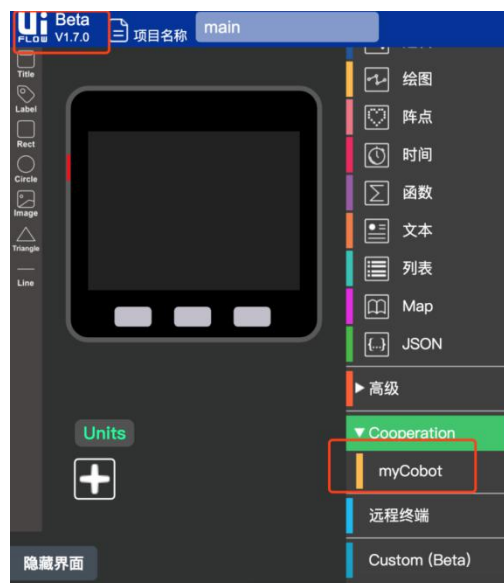 Ui Beta
FLOW V1.7.0
项目名称 main
Title
Label
Rect
Circle
Image
Triangle
Line
绘图
阵点
时间
函数
文本
列表
Map
{...} JSON
高级
Cooperation
myCobot
远程终端
Custom (Beta)
Units
隐藏界面